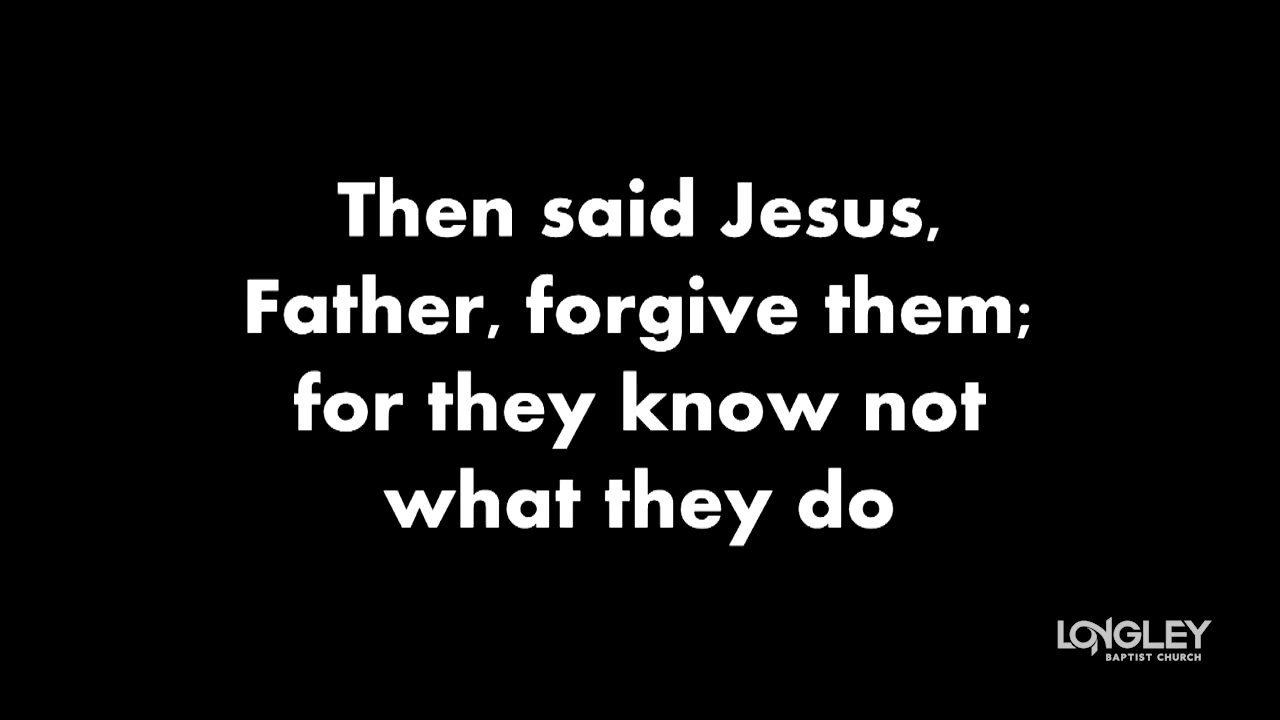 Then said Jesus,
Father, forgive them;
for they know not
what they do
LONGLEY
BAPTIST CHURCH